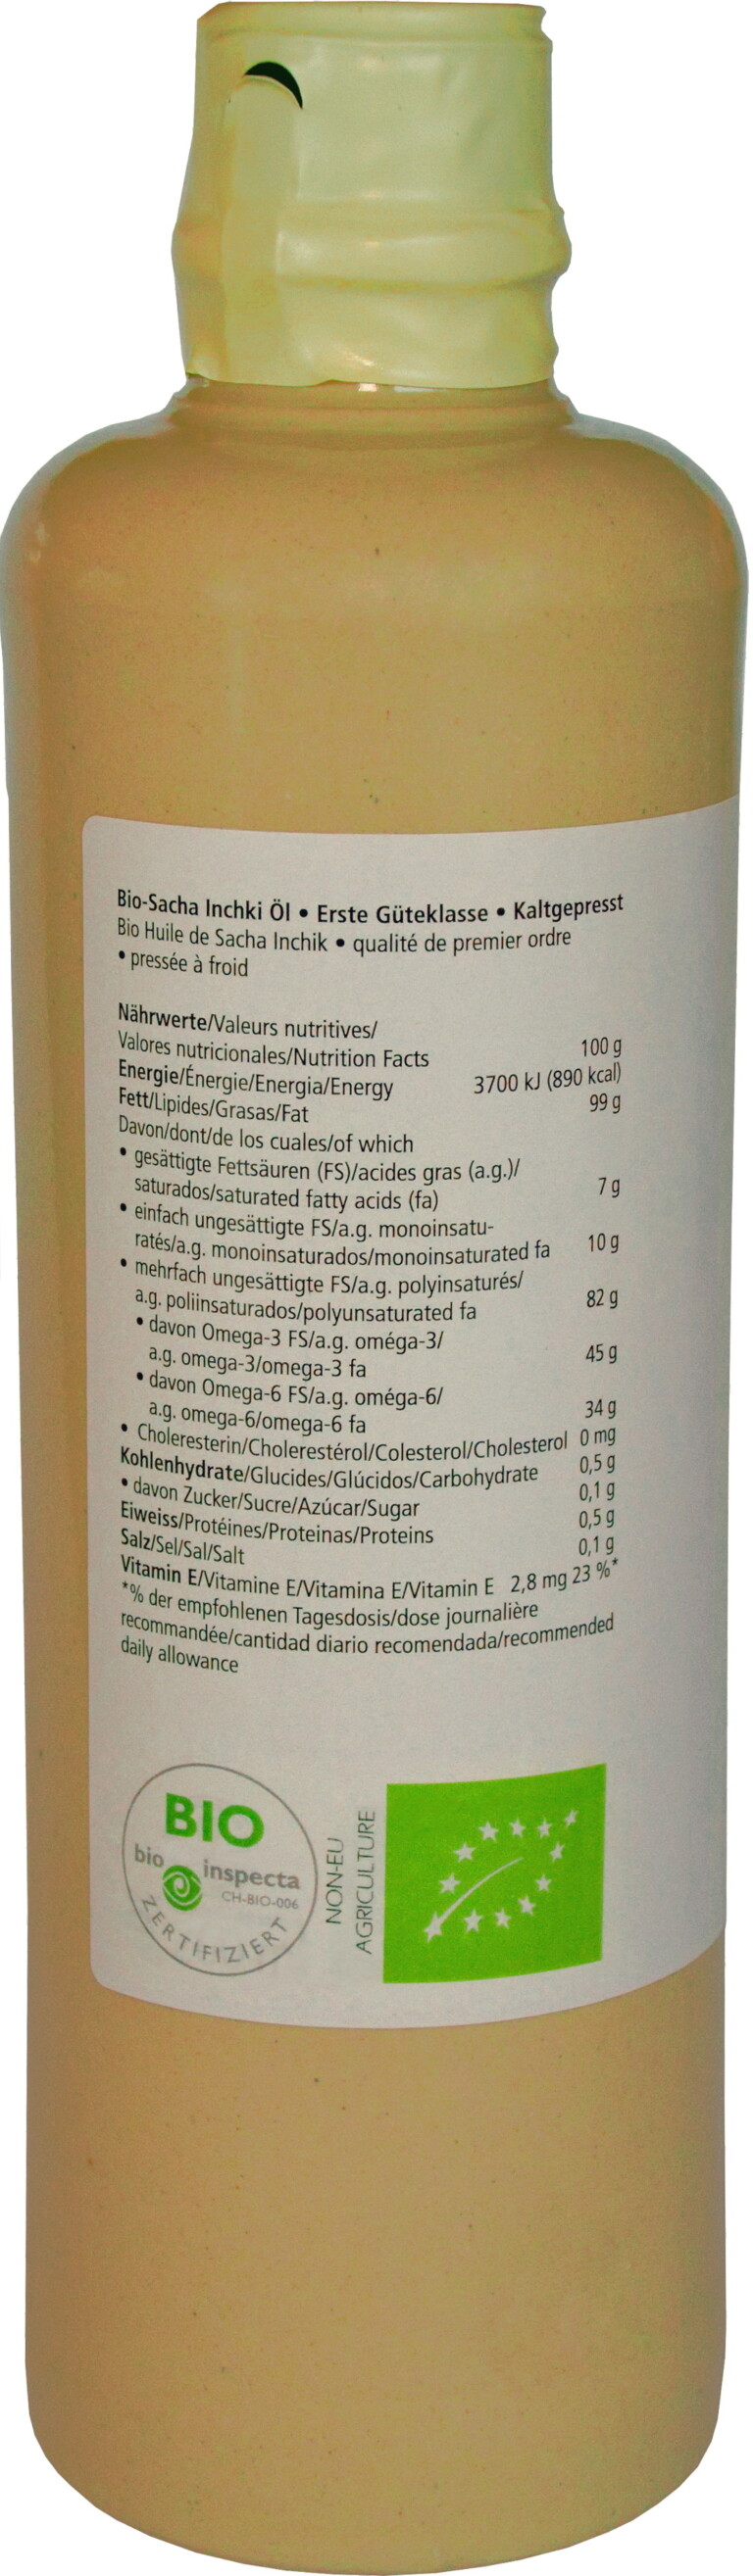 Bio-Sacha Inchki Öl • Erste Güteklasse • Kaltgepresst
Bio Huile de Sacha Inchik • qualité de premier ordre
• pressée à froid
Nährwerte/Valeurs nutritives/
Valores nutricionales/Nutrition Facts 100 g
Energie/Énergie/Energia/Energy 3700 kJ (890 kcal)
Fett/Lipides/Grasas/Fat 99 g
Davon/dont/de los cuales/of which
• gesättigte Fettsäuren (FS)/acides gras (a.g.)/
saturados/saturated fatty acids (fa) 7 g
• einfach ungesättigte FS/a.g. monoinsatu-
ratés/a.g. monoinsaturados/monoinsaturated fa 10 g
• mehrfach ungesättigte FS/a.g. polyinsaturés/
a.g. poliinsaturados/polyunsaturated fa 82 g
• davon Omega-3 FS/a.g. oméga-3/
a.g. omega-3/omega-3 fa 45 g
• davon Omega-6 FS/a.g. oméga-6/
a.g. omega-6/omega-6 fa 34 g
• Choleresterin/Cholerestérol/Colesterol/Cholesterol 0 mg
Kohlenhydrate/Glucides/Glúcidos/Carbohydrate 0,5 g
• davon Zucker/Sucre/Azúcar/Sugar 0,1 g
Eiweiss/Protéines/Proteinas/Proteins 0,5 g
Salz/Sel/Sal/Salt 0,1 g
Vitamin E/Vitamine E/Vitamina E/Vitamin E 2,8 mg 23 %*
*% der empfohlenen Tagesdosis/dose journalière
recommandée/cantidad diario recomendada/recommended
daily allowance
BIO
bio inspecta
CH-BIO-006
ZERTIFIZIERT
NON-EU
AGRICULTURE